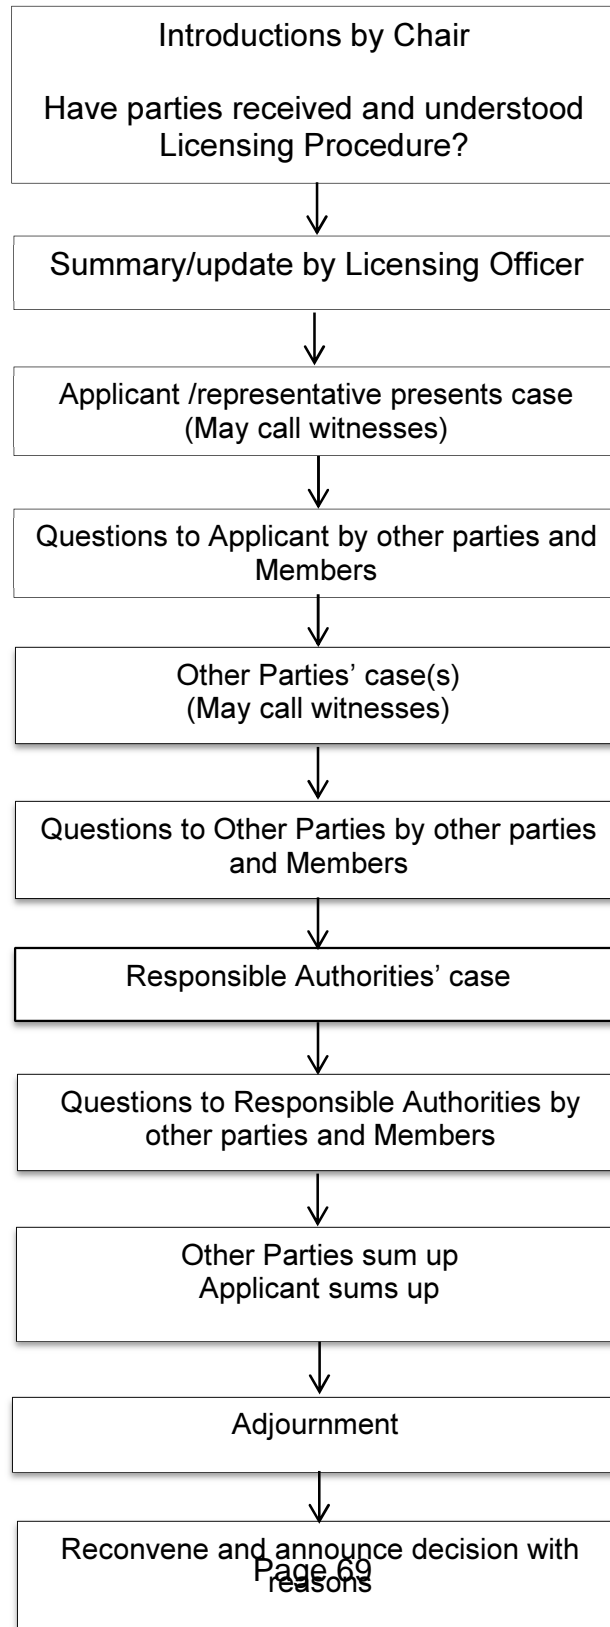 Introductions by Chair
Have parties received and understood
Licensing Procedure?
Summary/update by Licensing Officer
Applicant /representative presents case
(May call witnesses)
Questions to Applicant by other parties and
Members
Other Parties’ case(s)
(May call witnesses)
Questions to Other Parties by other parties
and Members
Responsible Authorities’ case
Questions to Responsible Authorities by
other parties and Members
Other Parties sum up
Applicant sums up
Adjournment
Reconvene and announce decision with
reasons
Page 69